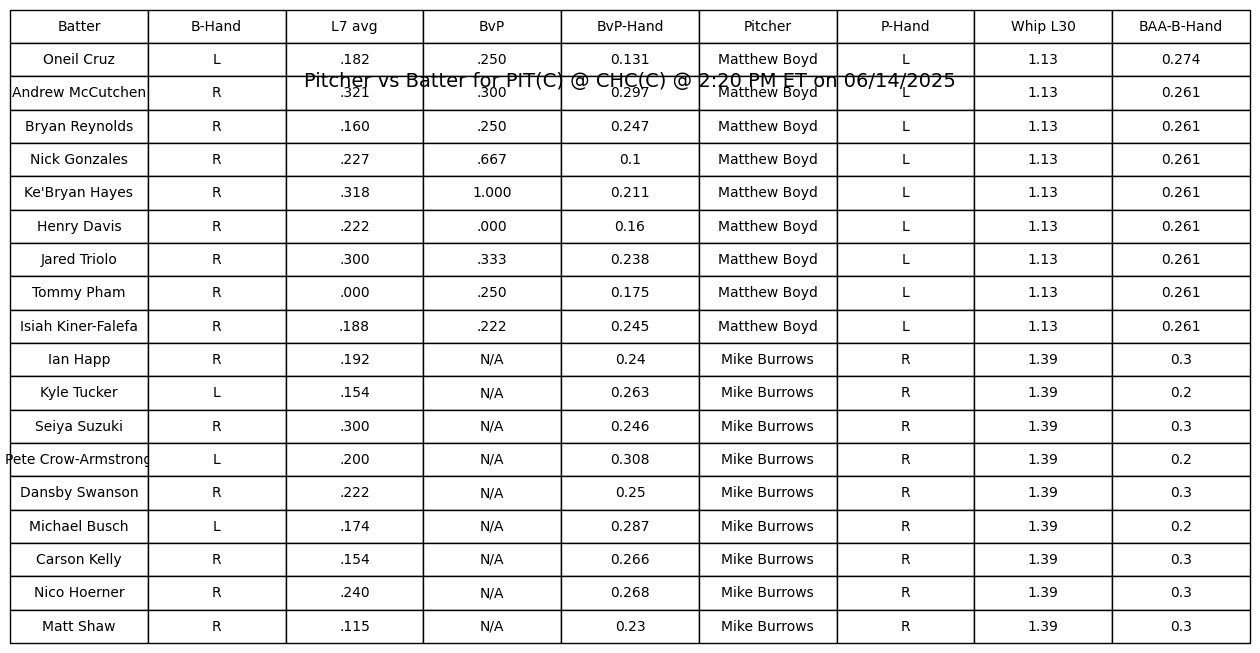 Batter B-Hand L7 avg BvP BvP-Hand Pitcher P-Hand Whip L30 BAA-B-Hand
Oneil Cruz L .182 .250 0.131 Matthew Boyd L 1.13 0.274
Pitcher vs Batter for PIT(C) @ CHC(C) @ 2:20 PM ET on 06/14/2025
Andrew McCutchen R .321 .300 0.297 Matthew Boyd L 1.13 0.261
Bryan Reynolds R .160 .250 0.247 Matthew Boyd L 1.13 0.261
Nick Gonzales R .227 .667 0.1 Matthew Boyd L 1.13 0.261
Ke'Bryan Hayes R .318 1.000 0.211 Matthew Boyd L 1.13 0.261
Henry Davis R .222 .000 0.16 Matthew Boyd L 1.13 0.261
Jared Triolo R .300 .333 0.238 Matthew Boyd L 1.13 0.261
Tommy Pham R .000 .250 0.175 Matthew Boyd L 1.13 0.261
Isiah Kiner-Falefa R .188 .222 0.245 Matthew Boyd L 1.13 0.261
Ian Happ R .192 N/A 0.24 Mike Burrows R 1.39 0.3
Kyle Tucker L .154 N/A 0.263 Mike Burrows R 1.39 0.2
Seiya Suzuki R .300 N/A 0.246 Mike Burrows R 1.39 0.3
Pete Crow-Armstrong L .200 N/A 0.308 Mike Burrows R 1.39 0.2
Dansby Swanson R .222 N/A 0.25 Mike Burrows R 1.39 0.3
Michael Busch L .174 N/A 0.287 Mike Burrows R 1.39 0.2
Carson Kelly R .154 N/A 0.266 Mike Burrows R 1.39 0.3
Nico Hoerner R .240 N/A 0.268 Mike Burrows R 1.39 0.3
Matt Shaw R .115 N/A 0.23 Mike Burrows R 1.39 0.3